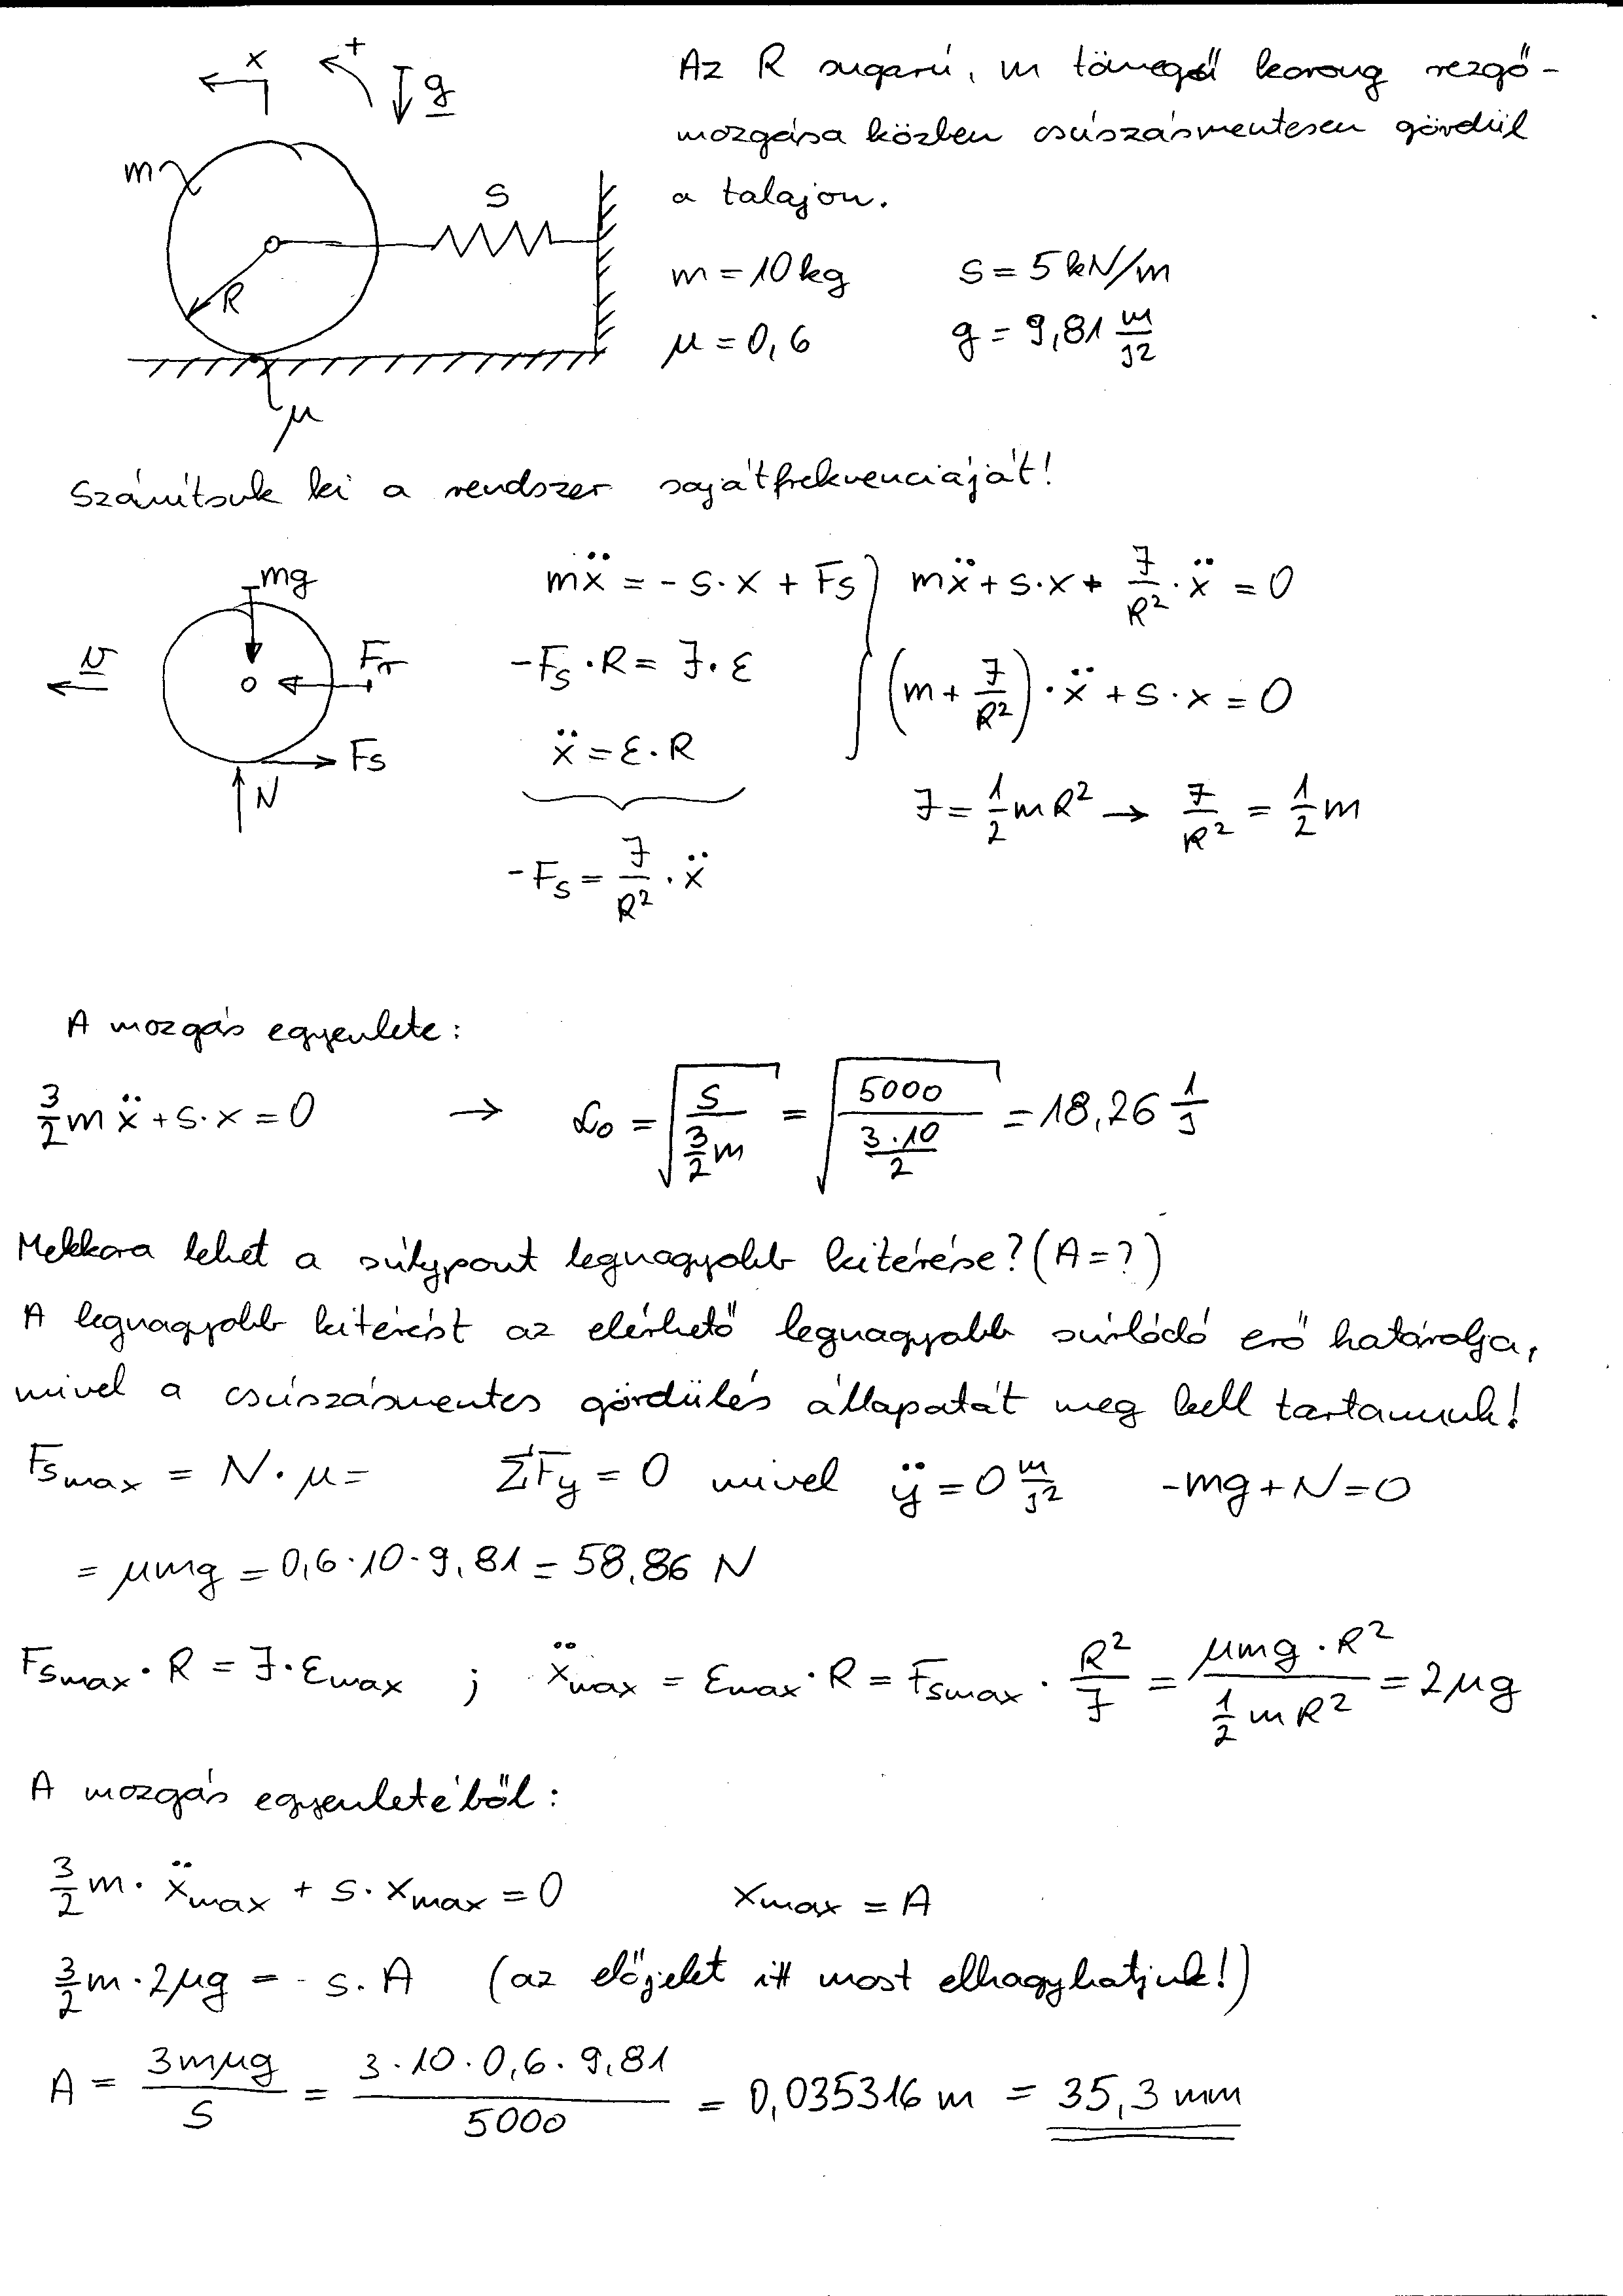 x + g
Az R sugarú, m tömegű korong rezgő-
mozgása közben csúszásmentesen gördül
a talajon.
m S R
m = 10 kg   s = 5 kN/m
μ = 0,6   g = 9,81 m/s²
μ
Számítsuk ki a rendszer sajátfrekvenciáját!
mg
v Fr
Fs
N
mẍ = - s·x + Fs
-Fs·R = J·ε
ẍ = ε·R
-Fs = J/R² · ẍ
mẍ + s·x + J/R² · ẍ = 0
(m + J/R²)·ẍ + s·x = 0
J = 1/2 mR² → J/R² = 1/2 m
A mozgás egyenlete:
3/2 m ẍ + s·x = 0 → α₀ = √(s/(3/2 m)) = √(5000/(3·10/2)) = 18,26 1/s
Mekkora lehet a súlypont legnagyobb kitérése? (A = ?)
A legnagyobb kitérést az elérhető legnagyobb súrlódó erő határolja,
mivel a csúszásmentes gördülés állapatát meg kell tartanunk!
Fsmax = N·μ =   ΣFy = 0 mivel ÿ = 0 m/s²   -mg + N = 0
= μmg = 0,6·10·9,81 = 58,86 N
Fsmax·R = J·εmax ; ẍmax = εmax·R = Fsmax · R²/J = μmg·R²/(1/2 mR²) = 2μg
A mozgás egyenletéből:
3/2 m·ẍmax + s·xmax = 0   xmax = A
3/2 m·2μg = - s·A (az előjelet itt most elhagyhatjuk!)
A = 3mμg/s = 3·10·0,6·9,81/5000 = 0,035316 m = 35,3 mm